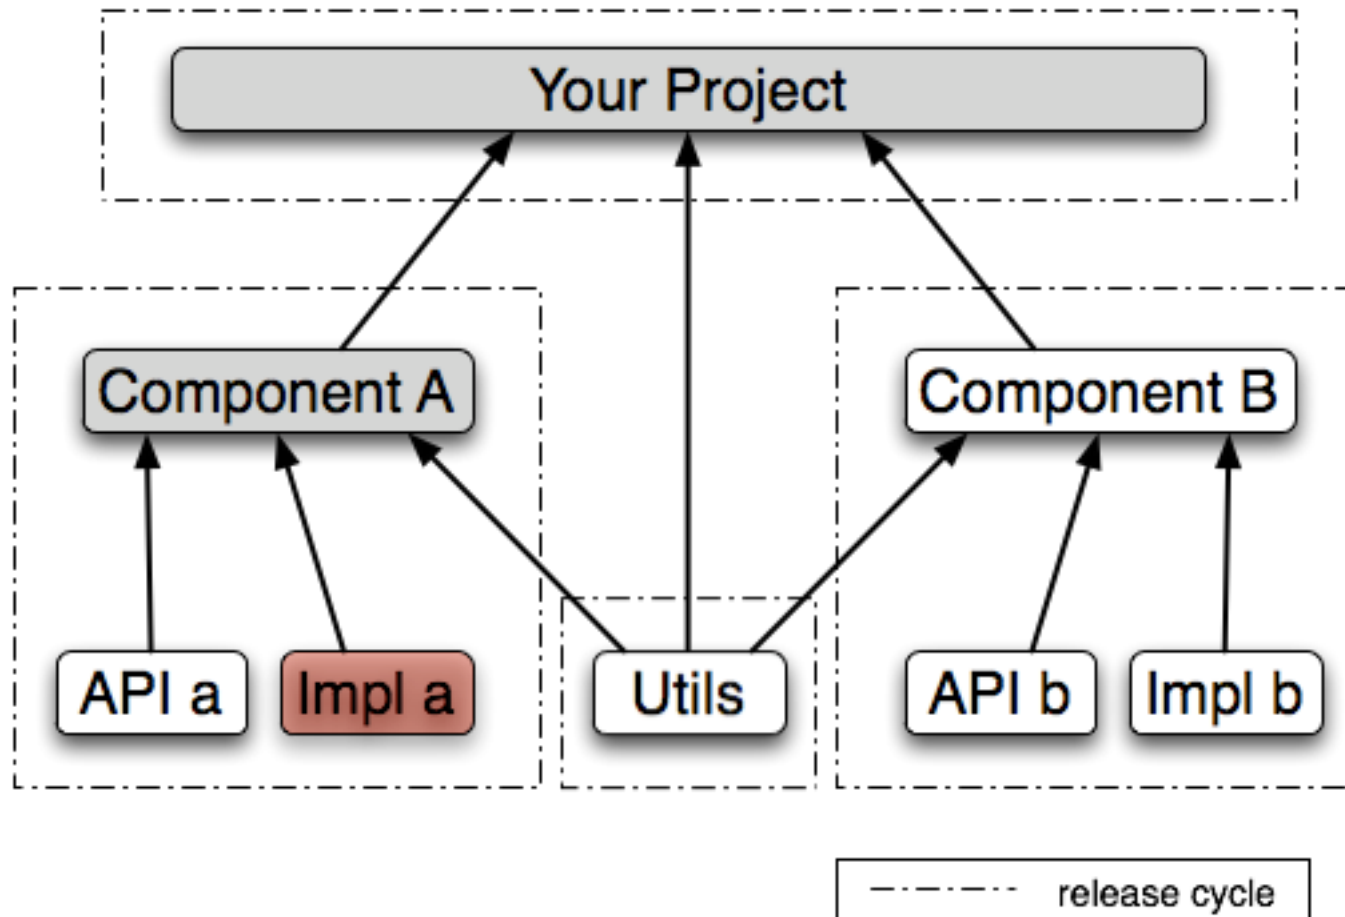 Your Project
Component A
Component B
API a
Impl a
Utils
API b
Impl b
release cycle